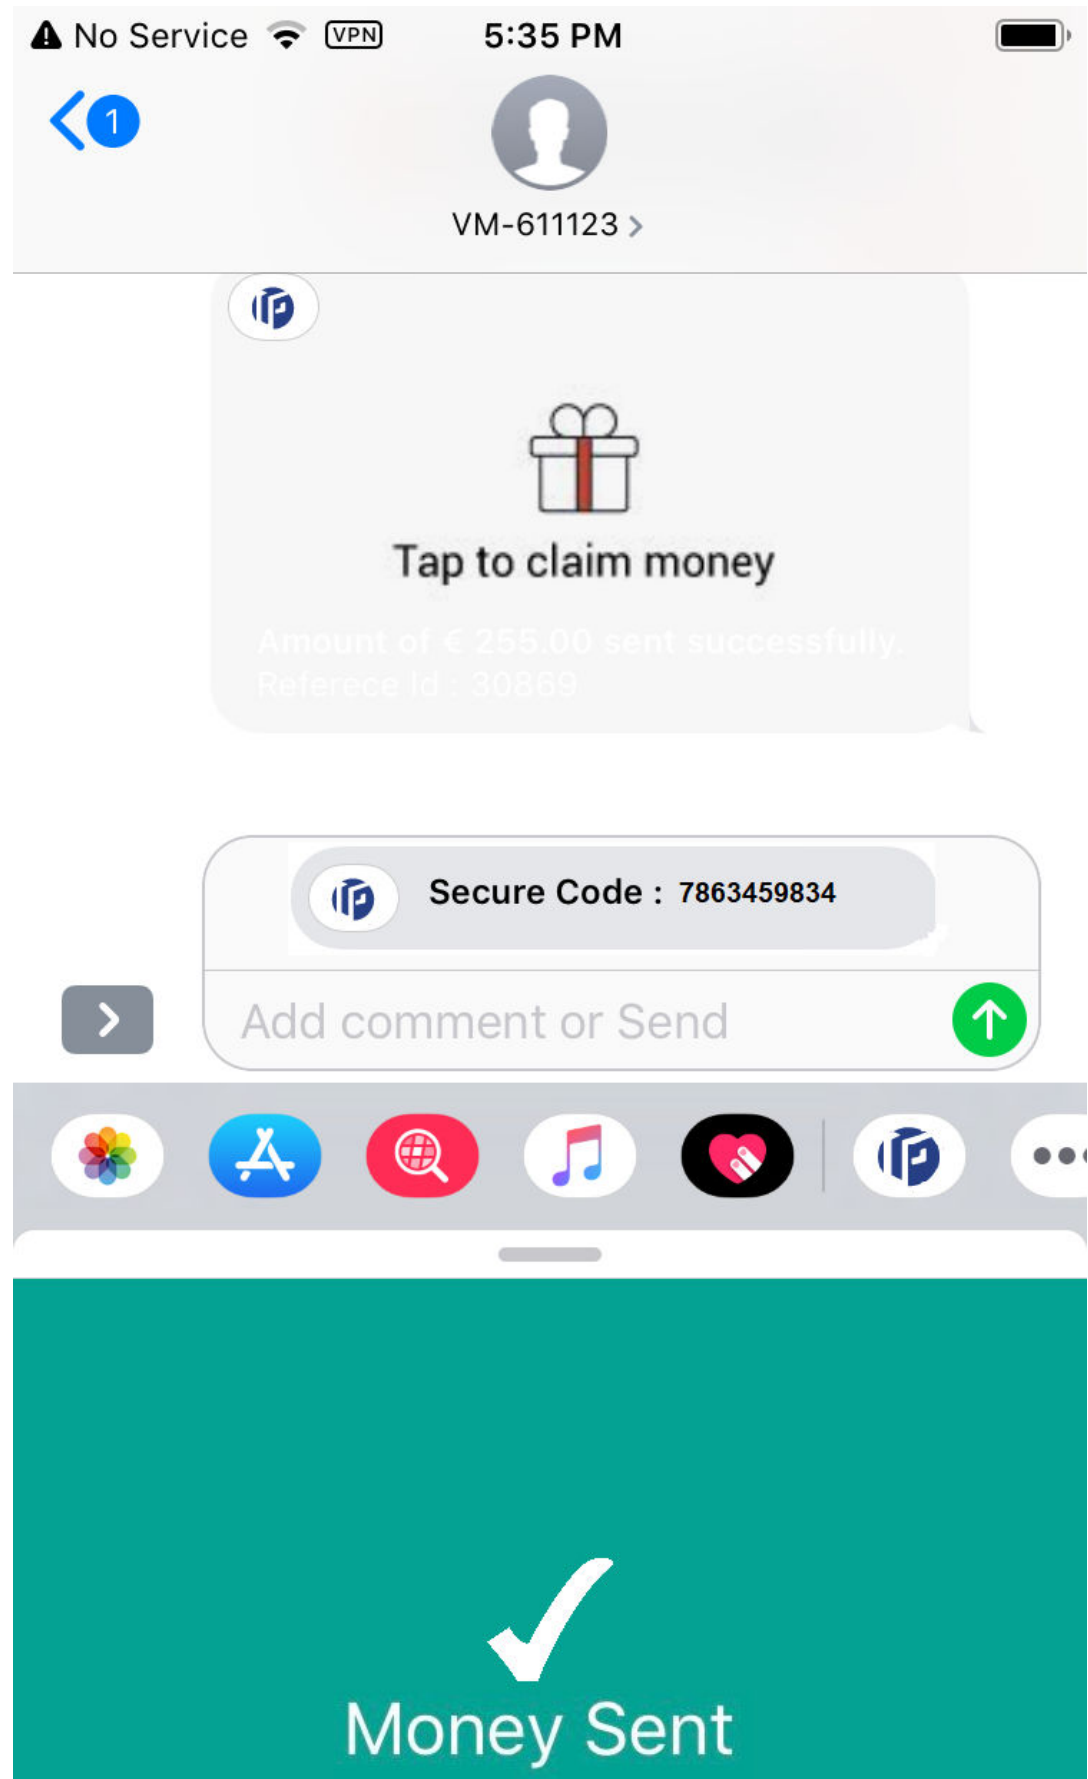 No Service VPN 5:35 PM
1
VM-611123
Tap to claim money
Amount of € 255.00 sent successfully.
Referece Id : 30869
Secure Code : 7863459834
Add comment or Send
Money Sent